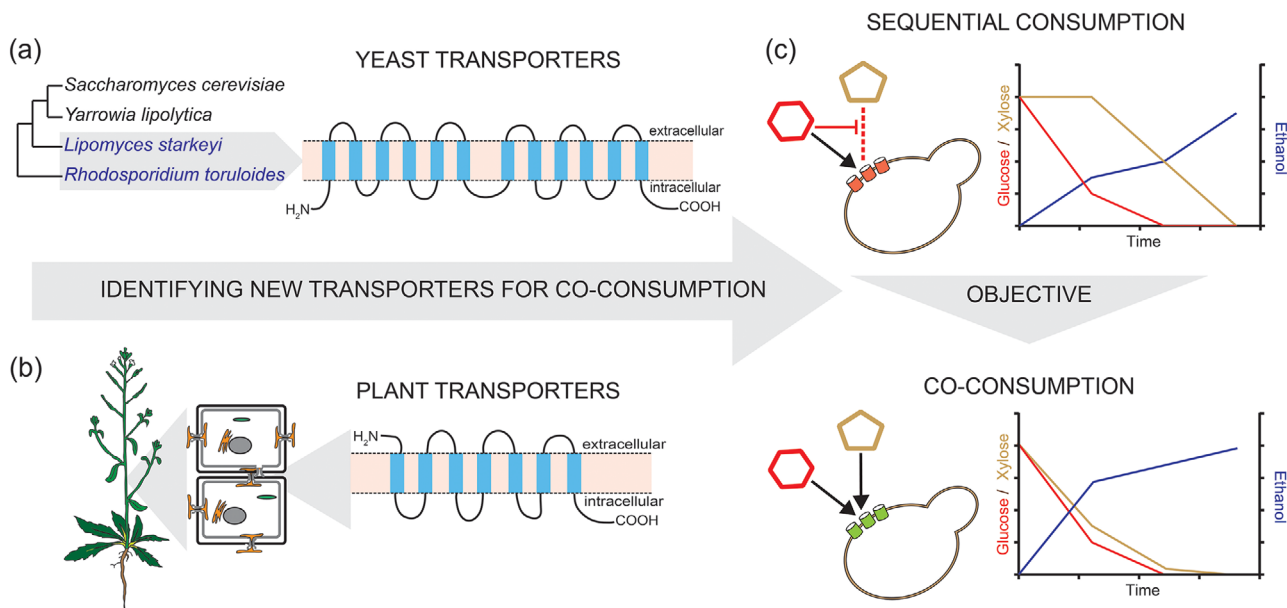 (a)
YEAST TRANSPORTERS
Saccharomyces cerevisiae
Yarrowia lipolytica
Lipomyces starkeyi
Rhodosporidium toruloides
extracellular
intracellular
H2N
COOH
IDENTIFYING NEW TRANSPORTERS FOR CO-CONSUMPTION
(b)
PLANT TRANSPORTERS
H2N
extracellular
intracellular
COOH
(c)
SEQUENTIAL CONSUMPTION
Glucose / Xylose
Ethanol
Time
OBJECTIVE
CO-CONSUMPTION
Glucose / Xylose
Ethanol
Time